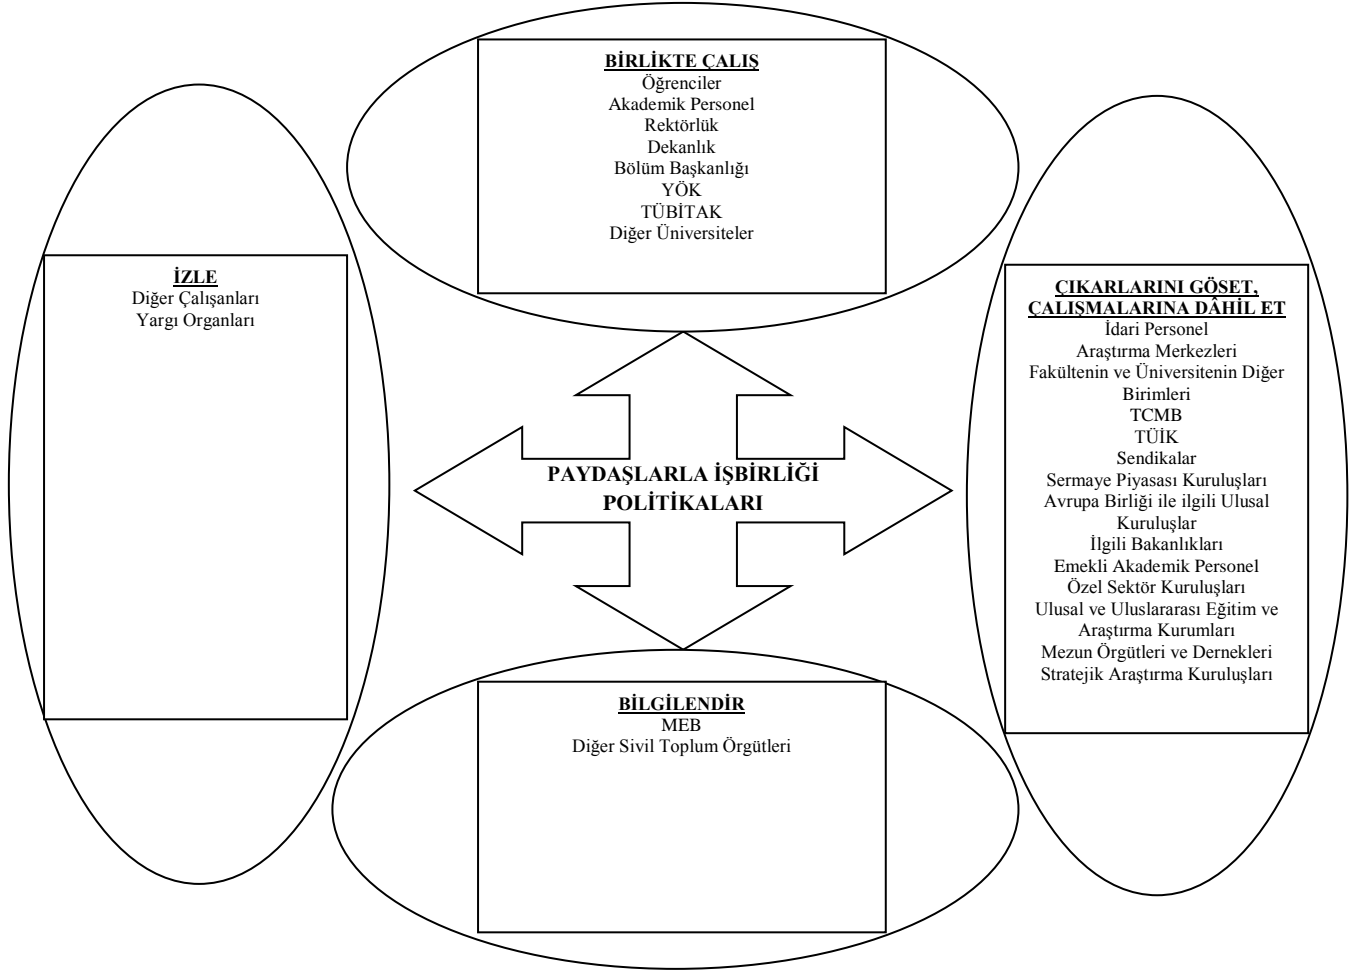 BİRLİKTE ÇALIŞ
Öğrenciler
Akademik Personel
Rektörlük
Dekanlık
Bölüm Başkanlığı
YÖK
TÜBİTAK
Diğer Üniversiteler
İZLE
Diğer Çalışanları
Yargı Organları
PAYDAŞLARLA İŞBİRLİĞİ
POLİTİKALARI
ÇIKARLARINI GÖSET,
ÇALIŞMALARINA DÂHİL ET
İdari Personel
Araştırma Merkezleri
Fakültenin ve Üniversitenin Diğer
Birimleri
TCMB
TÜİK
Sendikalar
Sermaye Piyasası Kuruluşları
Avrupa Birliği ile ilgili Ulusal
Kuruluşlar
İlgili Bakanlıkları
Emekli Akademik Personel
Özel Sektör Kuruluşları
Ulusal ve Uluslararası Eğitim ve
Araştırma Kurumları
Mezun Örgütleri ve Dernekleri
Stratejik Araştırma Kuruluşları
BİLGİLENDİR
MEB
Diğer Sivil Toplum Örgütleri